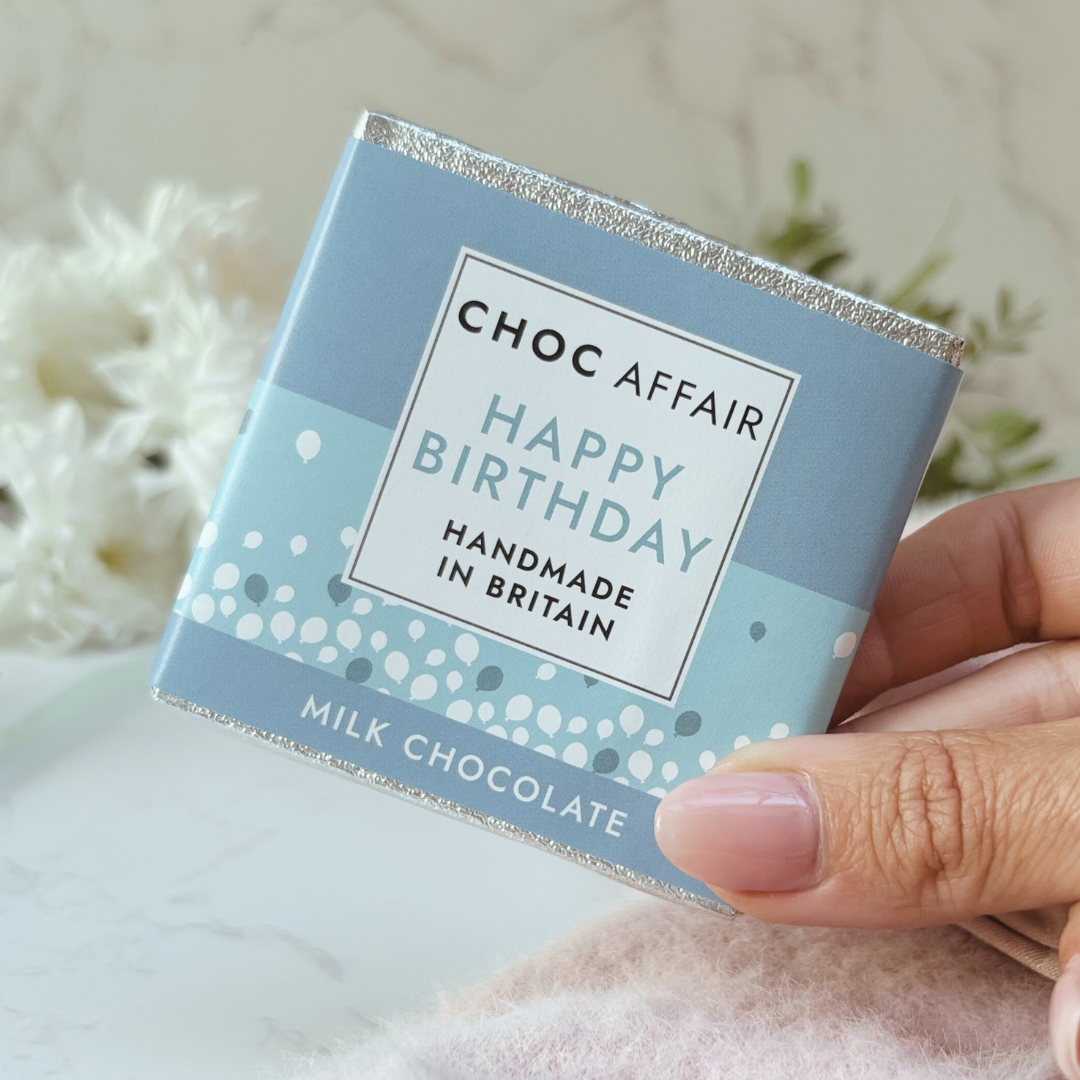 CHOC AFFAIR
HAPPY
BIRTHDAY
HANDMADE
IN BRITAIN
MILK CHOCOLATE